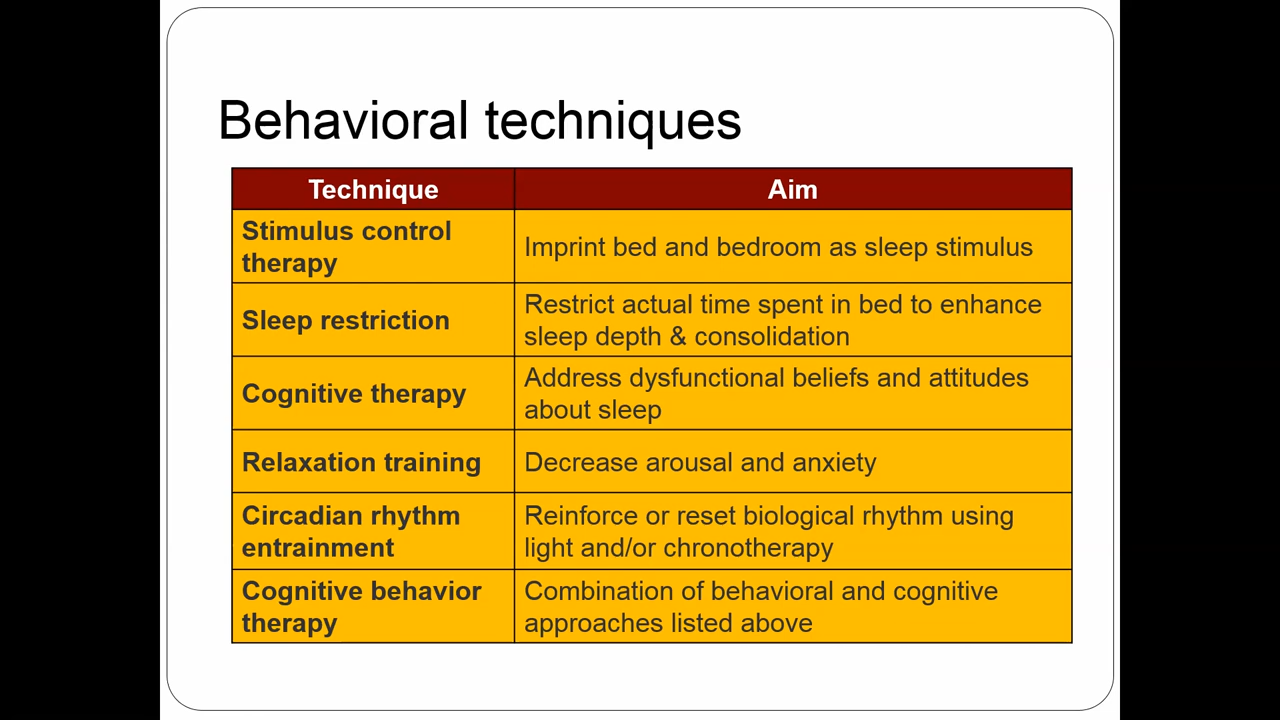 Behavioral techniques
Technique
Aim
Stimulus control
therapy
Imprint bed and bedroom as sleep stimulus
Sleep restriction
Restrict actual time spent in bed to enhance
sleep depth & consolidation
Cognitive therapy
Address dysfunctional beliefs and attitudes
about sleep
Relaxation training
Decrease arousal and anxiety
Circadian rhythm
entrainment
Reinforce or reset biological rhythm using
light and/or chronotherapy
Cognitive behavior
therapy
Combination of behavioral and cognitive
approaches listed above